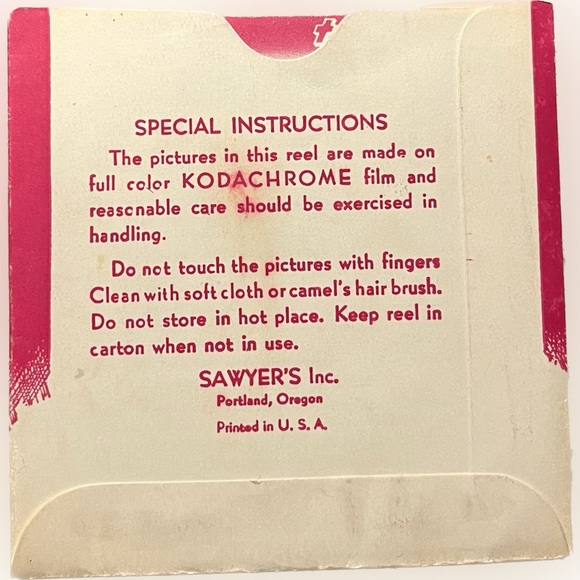 SPECIAL INSTRUCTIONS
The pictures in this reel are made on
full color KODACHROME film and
reasonable care should be exercised in
handling.
Do not touch the pictures with fingers
Clean with soft cloth or camel's hair brush.
Do not store in hot place. Keep reel in
carton when not in use.
SAWYER'S Inc.
Portland, Oregon
Printed in U. S. A.